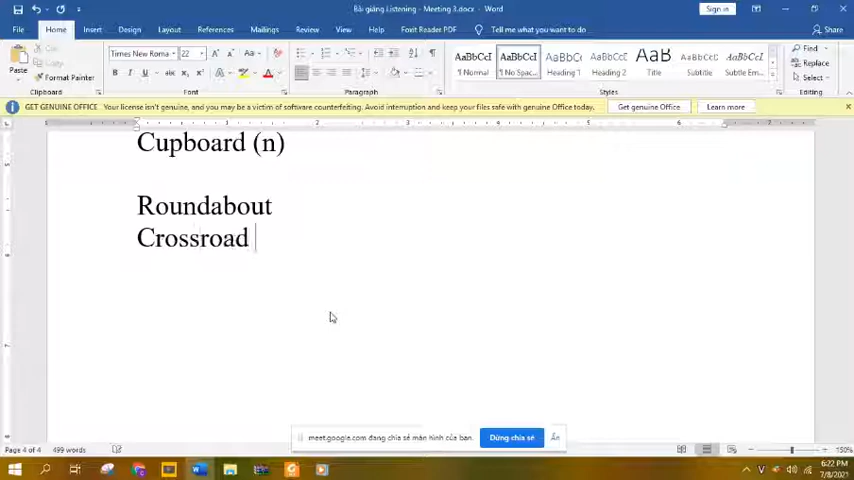 Bài giảng Listening - Meeting 3.docx - Word
Sign in
File Home Insert Design Layout References Mailings Review View Foxit Reader PDF Tell me what you want to do Share
Paste
Cut
Copy
Format Painter
Clipboard
Times New Roma 22
Font
Paragraph
AaBbCcI AaBbCcI AaBbCcI AaBbCcI AaB AaBbCcI AaBbCcI
¶ Normal ¶ No Spac... Heading 1 Heading 2 Title Subtitle Subtle Em...
Styles
Find
Replace
Select
Editing
GET GENUINE OFFICE Your license isn't genuine, and you may be a victim of software counterfeiting. Avoid interruption and keep your files safe with genuine Office today. Get genuine Office Learn more
Cupboard (n)
Roundabout
Crossroad
meet.google.com đang chia sẻ màn hình của bạn. Dừng chia sẻ Ẩn
Page 4 of 4 499 words 150%
6:22 PM
7/8/2021